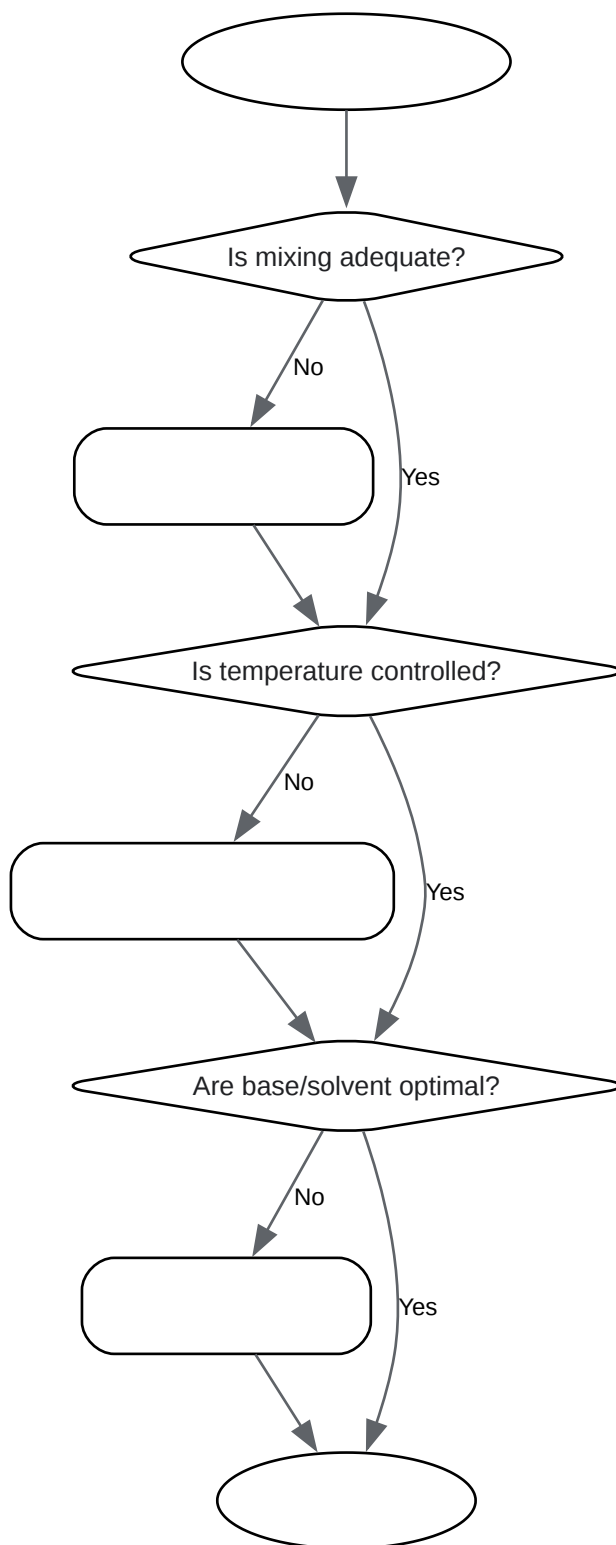 Is mixing adequate?
No
Yes
Is temperature controlled?
No
Yes
Are base/solvent optimal?
No
Yes